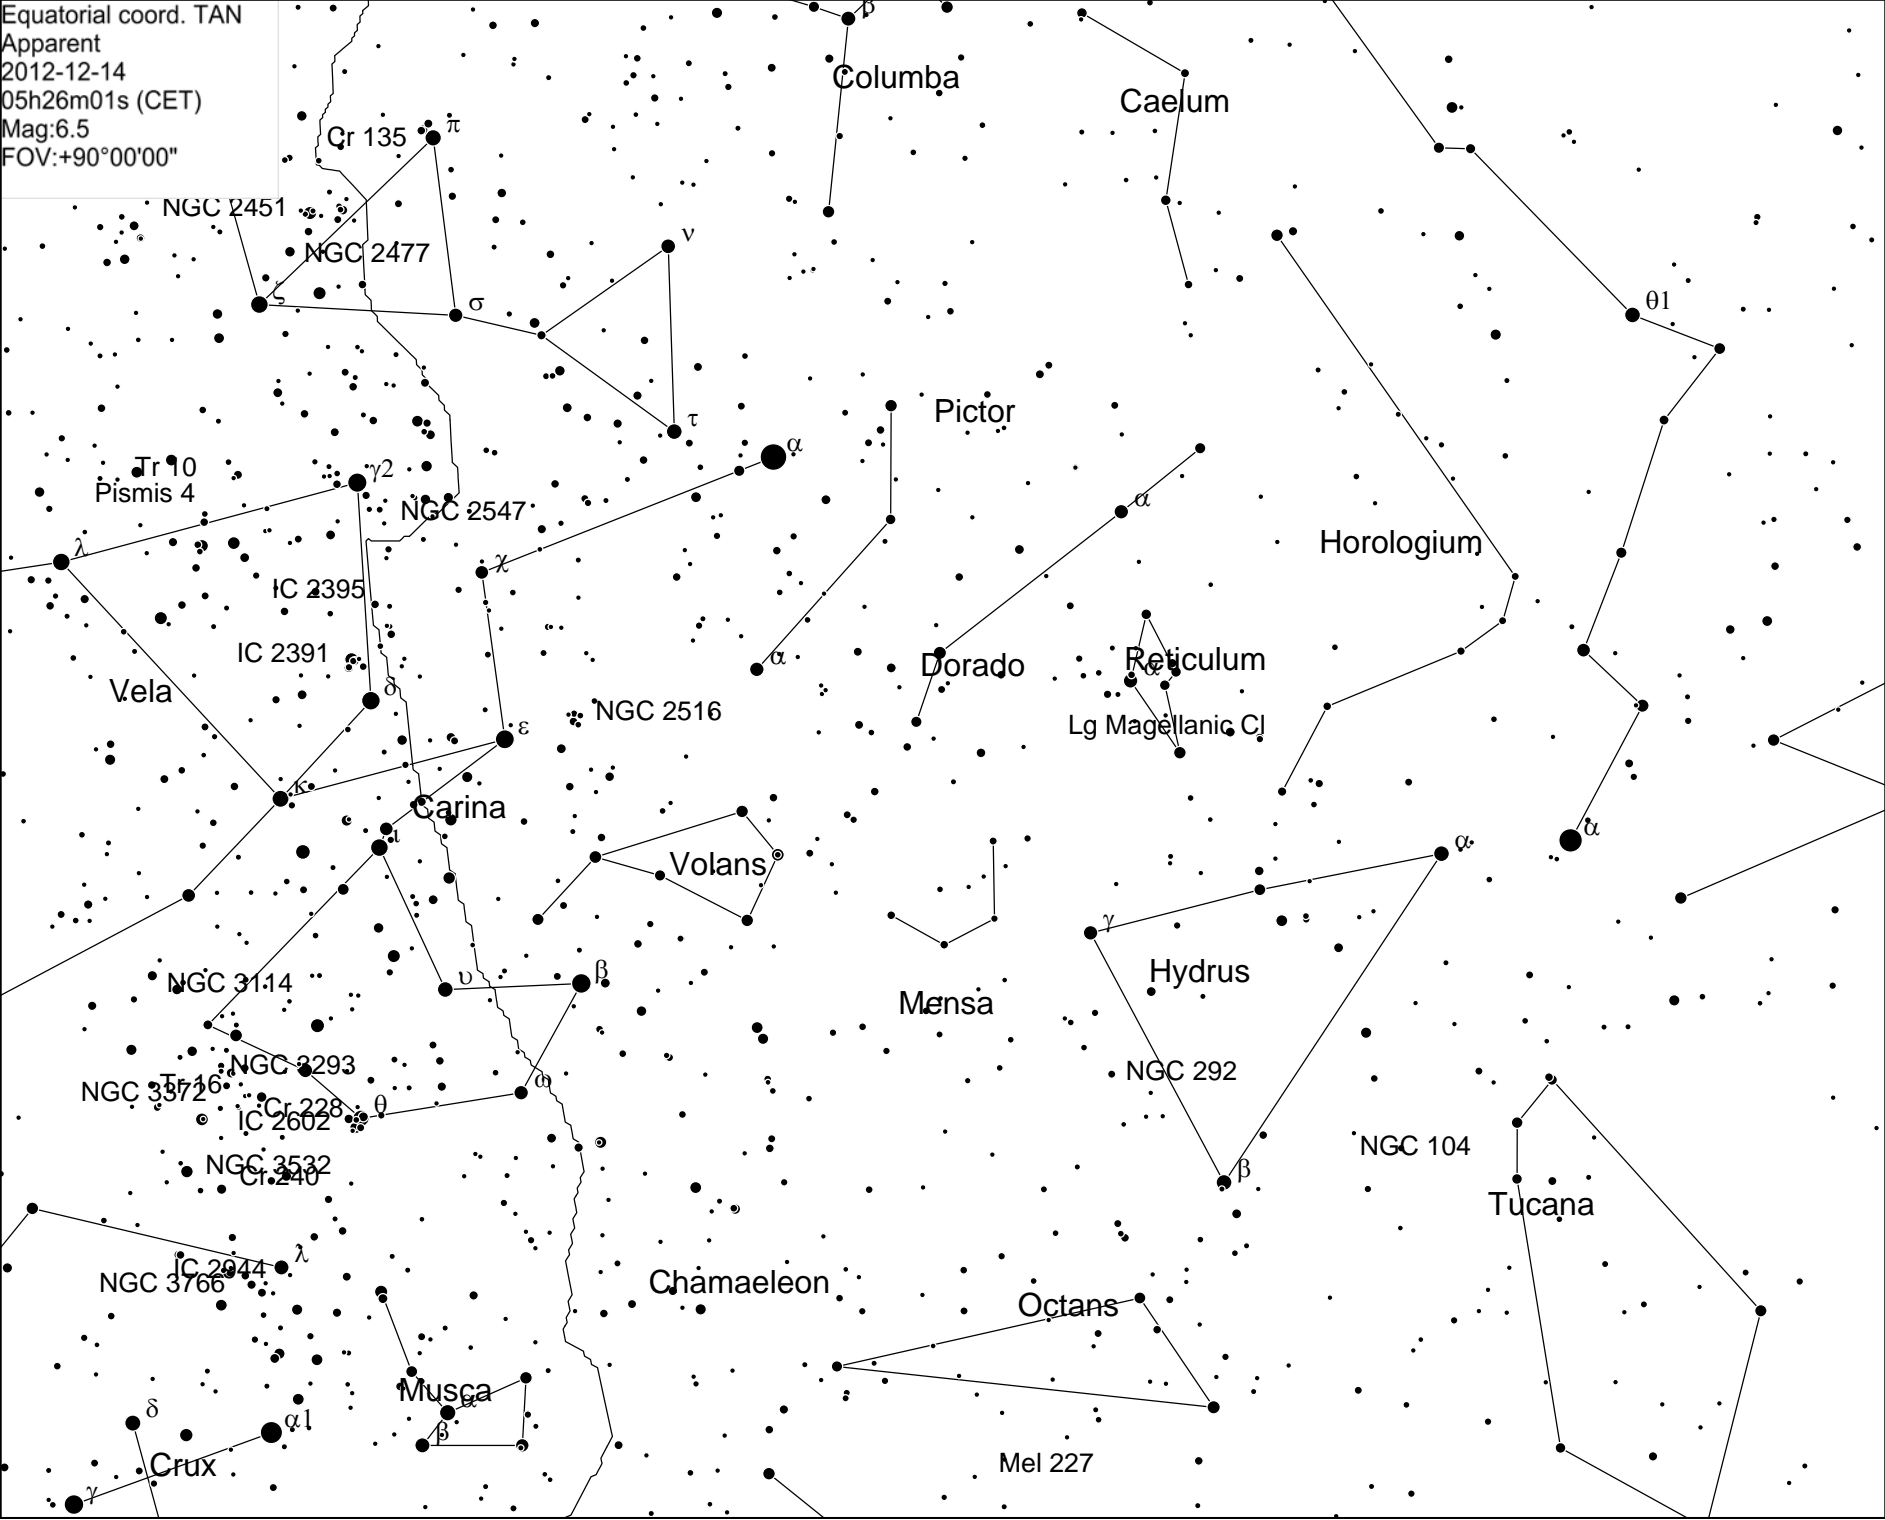 Equatorial coord. TAN
Apparent
2012-12-14
05h26m01s (CET)
Mag:6.5
FOV:+90°00'00"
β
Columba
Caelum
Cr 135
π
NGC 2451
NGC 2477
ν
ζ
σ
θ1
τ
Pictor
α
Tr 10
γ2
Pismis 4
NGC 2547
α
Horologium
λ
χ
IC 2395
IC 2391
α
Dorado
Reticulum
α
Vela
δ
NGC 2516
Lg Magellanic Cl
ε
κ
Carina
ι
Volans
α
α
γ
υ
β
NGC 3114
Hydrus
Mensa
NGC 3293
NGC 292
Tr 16
NGC 3372
ω
Cr 228
θ
IC 2602
NGC 104
NGC 3532
Cr 240
β
Tucana
λ
IC 2944
NGC 3766
Chamaeleon
Octans
Musca
α
δ
α1
β
Crux
Mel 227
γ